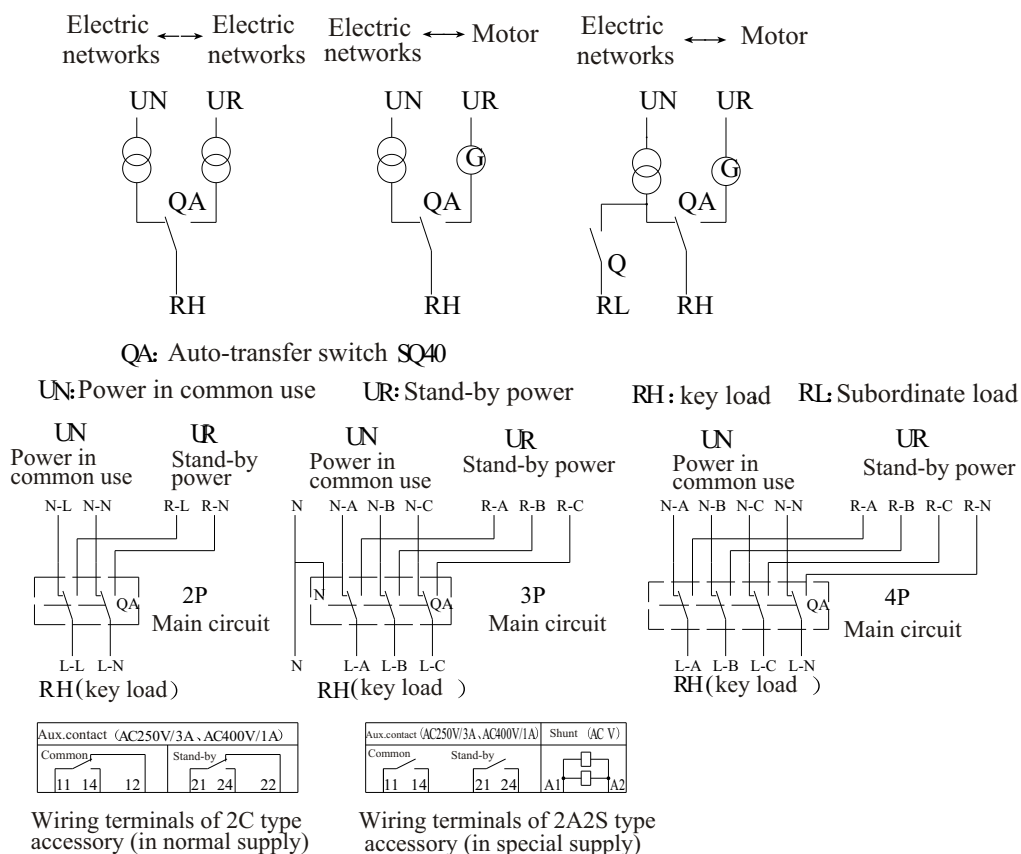 Electric networks ↔ Electric networks
Electric networks ↔ Motor
Electric networks ↔ Motor
UN UR
UN UR
UN UR
G
G
QA
QA
QA
Q
RH
RH
RL RH
QA: Auto-transfer switch SQ40
UN: Power in common use UR: Stand-by power RH: key load RL: Subordinate load
UN UR
Power in common use
Stand-by power
N-L N-N R-L R-N
QA
2P
Main circuit
L-L L-N
RH(key load)
UN UR
Power in common use
Stand-by power
N N-A N-B N-C R-A R-B R-C
N
QA
3P
Main circuit
N L-A L-B L-C
RH(key load )
UN UR
Power in common use
Stand-by power
N-A N-B N-C N-N R-A R-B R-C R-N
QA
4P
Main circuit
L-A L-B L-C L-N
RH(key load )
Aux.contact (AC250V/3A、AC400V/1A)
Common Stand-by
11 14 12 21 24 22
Wiring terminals of 2C type
accessory (in normal supply)
Aux.contact (AC250V/3A、AC400V/1A) Shunt (AC V)
Common Stand-by
11 14 21 24 A1 A2
Wiring terminals of 2A2S type
accessory (in special supply)